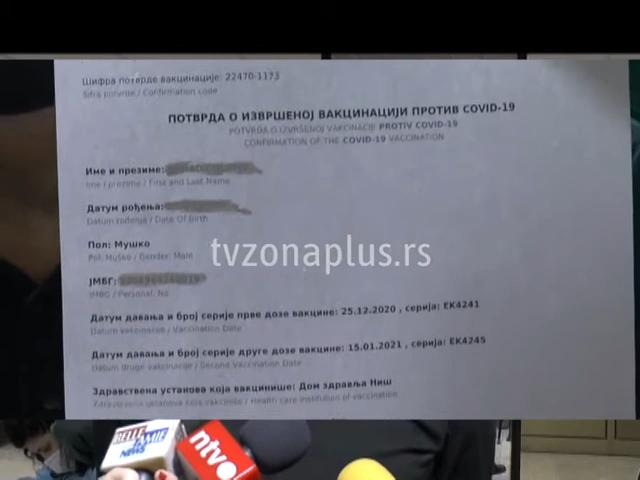 Шифра потврде вакцинације: 22470-1173
Šifra potvrde / Confirmation code
ПОТВРДА О ИЗВРШЕНОЈ ВАКЦИНАЦИЈИ ПРОТИВ COVID-19
POTVRDA O IZVRŠENOJ VAKCINACIJI PROTIV COVID-19
CONFIRMATION OF THE COVID-19 VACCINATION
Име и презиме:
Ime i prezime / First and Last Name
Датум рођења:
Datum rođenja / Date Of Birth
Пол: Мушко
Pol: Muško / Gender: Male
tvzonaplus.rs
ЈМБГ:
JMBG / Personal. No.
Датум давања и број серије прве дозе вакцине: 25.12.2020 , серија: EK4241
Datum vakcinacije / Vaccination Date
Датум давања и број серије друге дозе вакцине: 15.01.2021 , серија: EK4245
Datum druge vakcinacije / Second Vaccination Date
Здравствена установа која вакцинише: Дом здравља Ниш
Zdravstvena ustanova koja vakciniše / Health care institution of vaccination
BELLE AMIE
NEWS
ntv